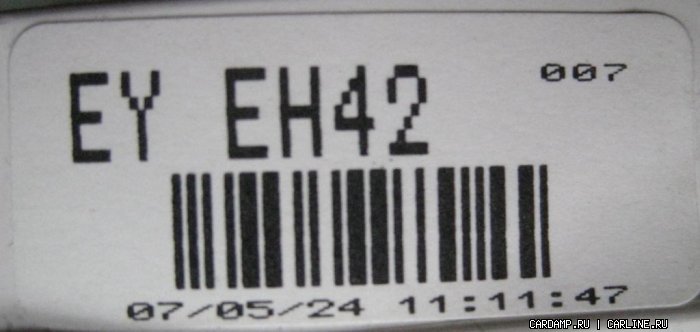 EY EH42 007
07/05/24 11:11:47
CARDAMP.RU | CARLINE.RU